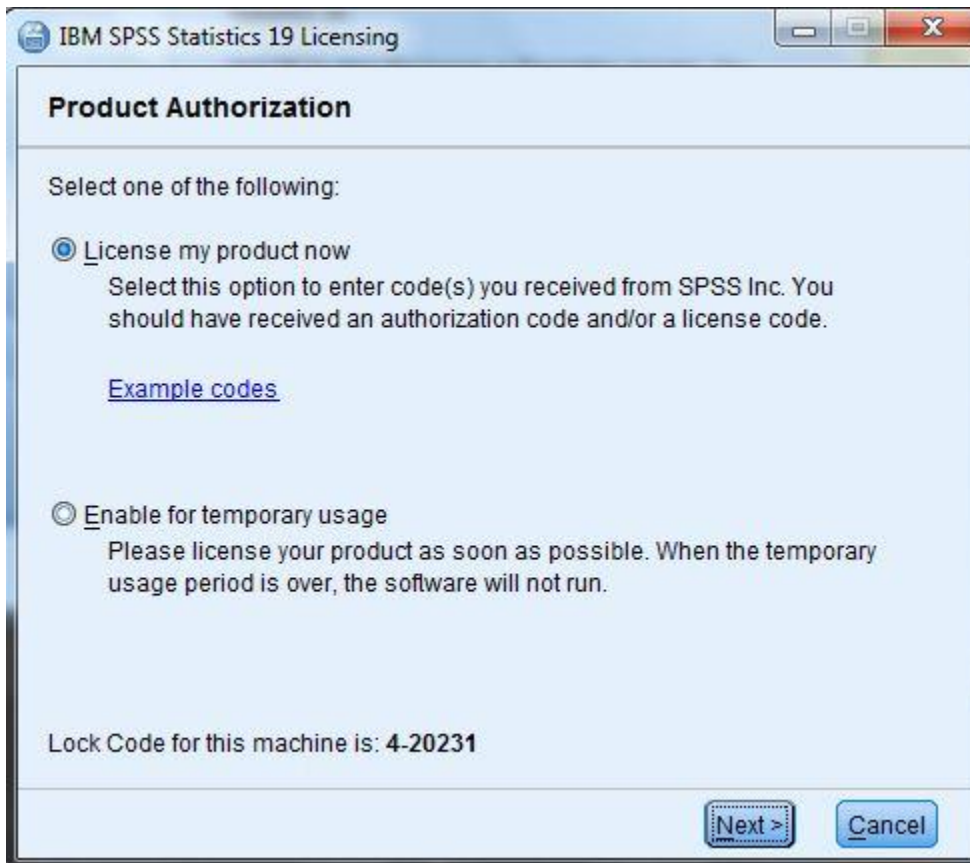 IBM SPSS Statistics 19 Licensing
Product Authorization
Select one of the following:
License my product now
Select this option to enter code(s) you received from SPSS Inc. You
should have received an authorization code and/or a license code.
Example codes
Enable for temporary usage
Please license your product as soon as possible. When the temporary
usage period is over, the software will not run.
Lock Code for this machine is: 4-20231
Next >
Cancel